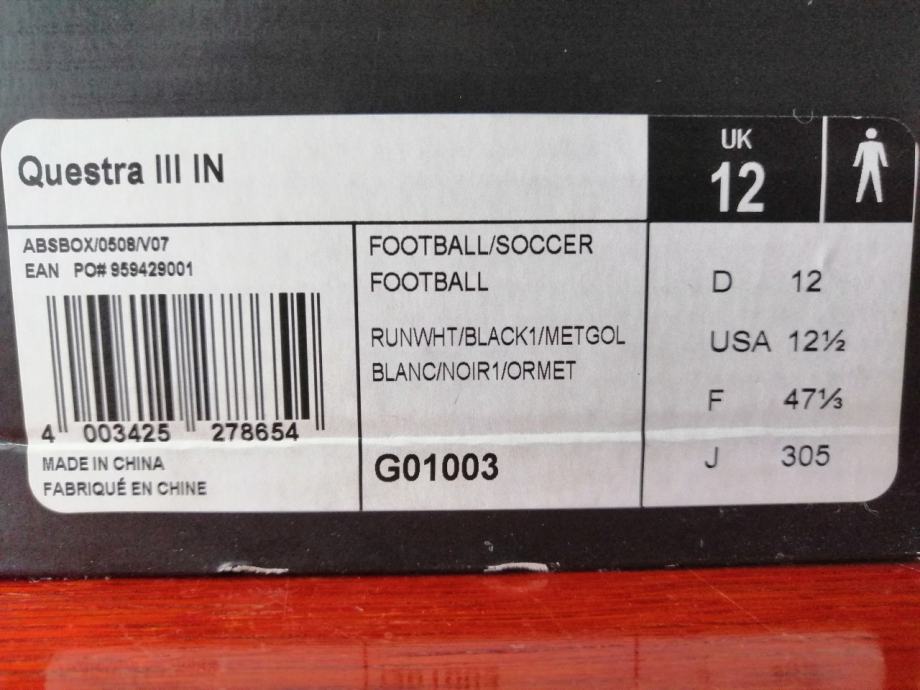 Questra III IN
UK
12
ABSBOX/0508/V07
EAN PO# 959429001
4 003425 278654
MADE IN CHINA
FABRIQUÉ EN CHINE
FOOTBALL/SOCCER
FOOTBALL
RUNWHT/BLACK1/METGOL
BLANC/NOIR1/ORMET
G01003
D 12
USA 12½
F 47⅓
J 305